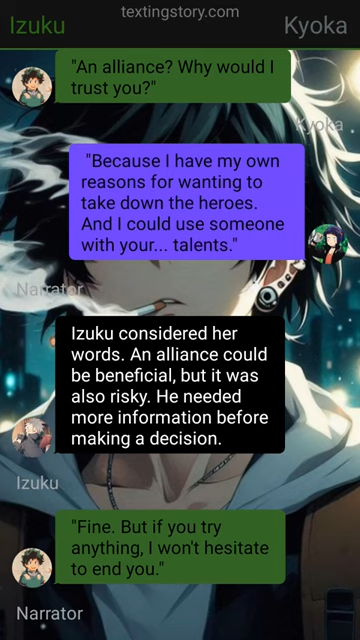 textingstory.com
Izuku
Kyoka
"An alliance? Why would I
trust you?"
Kyoka
"Because I have my own
reasons for wanting to
take down the heroes.
And I could use someone
with your... talents."
Narrator
Izuku considered her
words. An alliance could
be beneficial, but it was
also risky. He needed
more information before
making a decision.
Izuku
"Fine. But if you try
anything, I won't hesitate
to end you."
Narrator